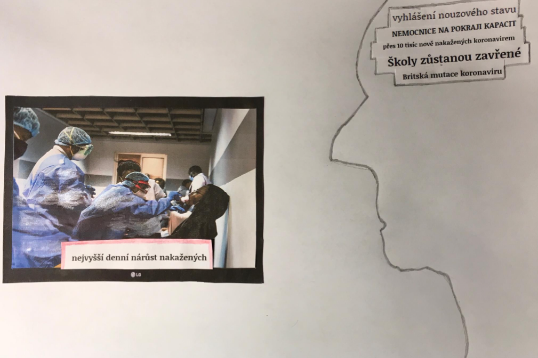 vyhlášení nouzového stavu
NEMOCNICE NA POKRAJI KAPACIT
přes 10 tisíc nově nakažených koronavirem
Školy zůstanou zavřené
Britská mutace koronaviru
nejvyšší denní nárůst nakažených
LG